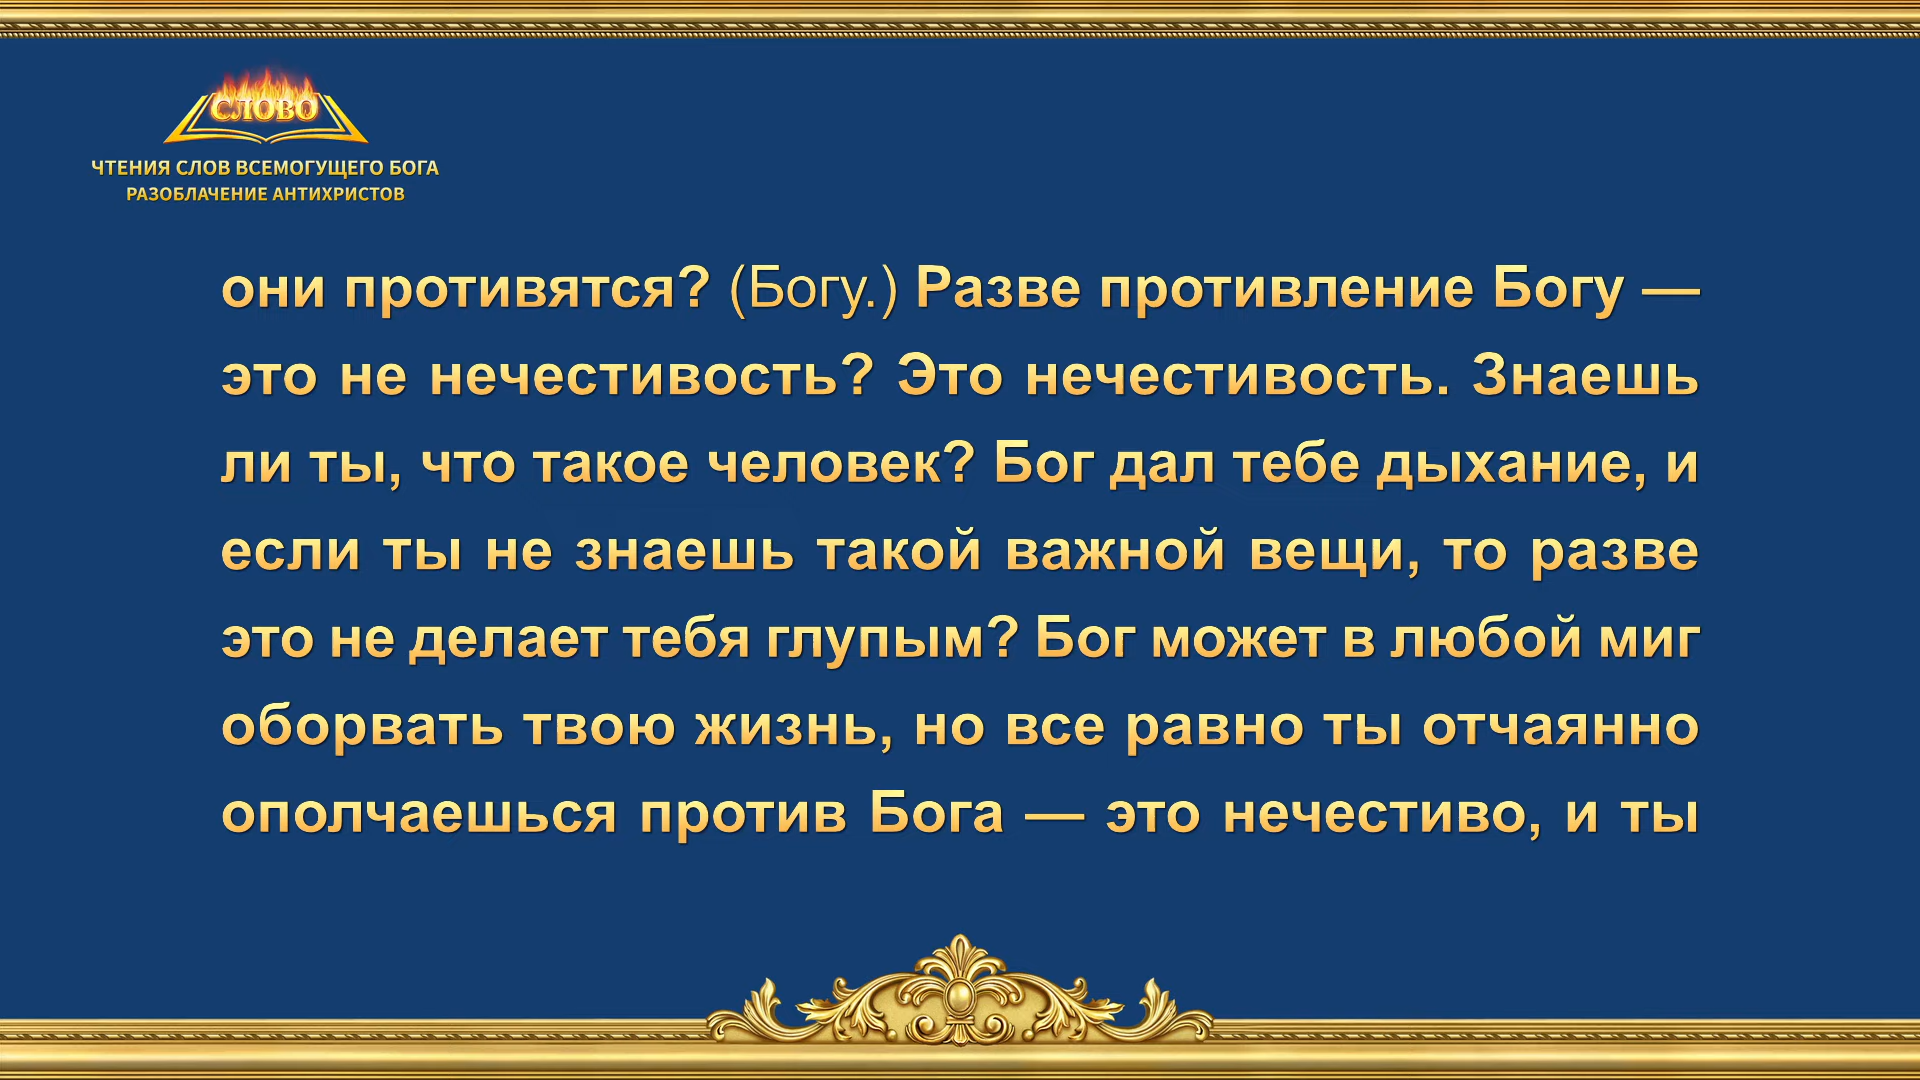 СЛОВО
ЧТЕНИЯ СЛОВ ВСЕМОГУЩЕГО БОГА
РАЗОБЛАЧЕНИЕ АНТИХРИСТОВ
они противятся? (Богу.) Разве противление Богу —
это не нечестивость? Это нечестивость. Знаешь
ли ты, что такое человек? Бог дал тебе дыхание, и
если ты не знаешь такой важной вещи, то разве
это не делает тебя глупым? Бог может в любой миг
оборвать твою жизнь, но все равно ты отчаянно
ополчаешься против Бога — это нечестиво, и ты